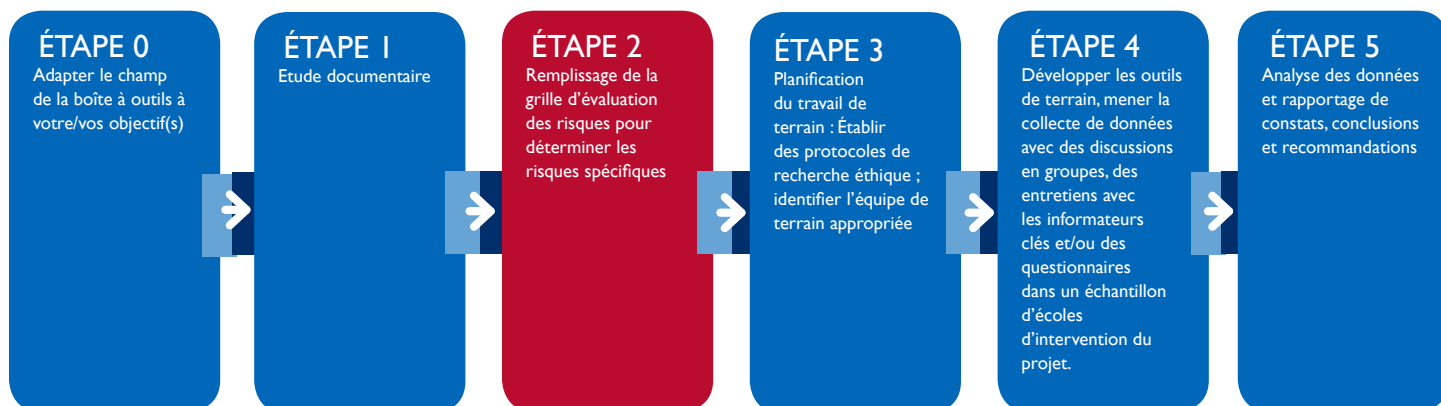 ÉTAPE 0
Adapter le champ
de la boîte à outils à
votre/vos objectif(s)
ÉTAPE 1
Etude documentaire
ÉTAPE 2
Remplissage de la
grille d’évaluation
des risques pour
déterminer les
risques spécifiques
ÉTAPE 3
Planification
du travail de
terrain : Établir
des protocoles de
recherche éthique ;
identifier l’équipe de
terrain appropriée
ÉTAPE 4
Développer les outils
de terrain, mener la
collecte de données
avec des discussions
en groupes, des
entretiens avec
les informateurs
clés et/ou des
questionnaires
dans un échantillon
d’écoles
d’intervention du
projet.
ÉTAPE 5
Analyse des données
et rapportage de
constats, conclusions
et recommandations